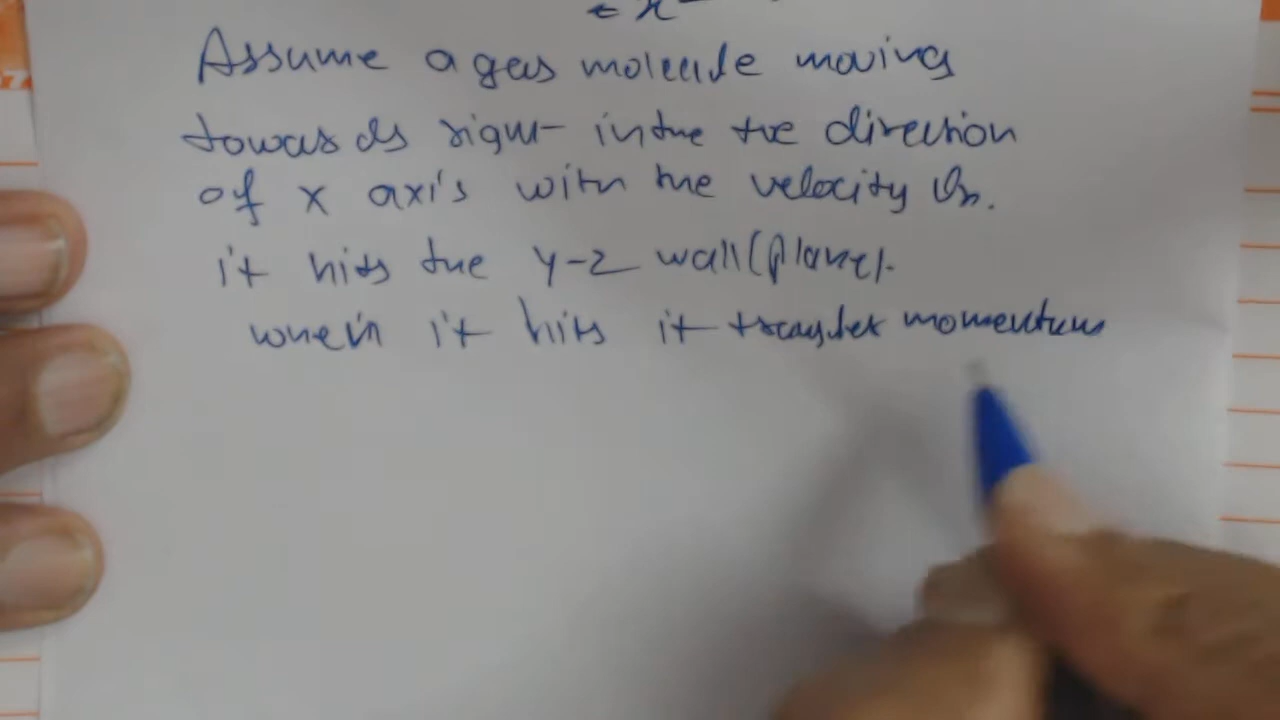 ← x
Assume a gas molecule moving
towards right in the +ve direction
of x axis with the velocity
it hits the Y-Z wall (plane).
when it hits it transfer momentum